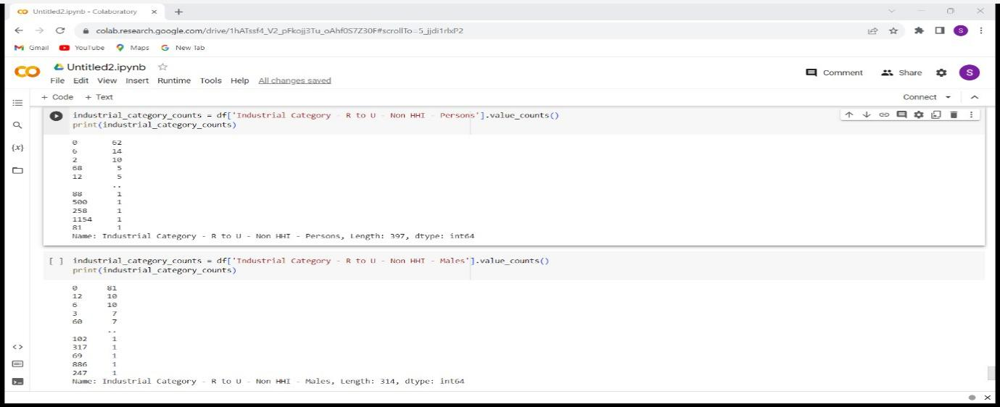 Untitled2.ipynb - Colaboratory
colab.research.google.com/drive/1hATssf4_V2_pFkojj3Tu_oAhf0S7Z30F#scrollTo=5_jjdi1rlxP2
S
Gmail YouTube Maps New Tab
Untitled2.ipynb
File Edit View Insert Runtime Tools Help All changes saved
Comment Share S
+ Code + Text
Connect
industrial_category_counts = df['Industrial Category - R to U - Non HHI - Persons'].value_counts()
print(industrial_category_counts)
{x}
0 62
6 14
2 10
68 5
12 5
..
88 1
500 1
258 1
1154 1
81 1
Name: Industrial Category - R to U - Non HHI - Persons, Length: 397, dtype: int64
[ ] industrial_category_counts = df['Industrial Category - R to U - Non HHI - Males'].value_counts()
print(industrial_category_counts)
0 81
12 10
6 10
3 7
60 7
..
102 1
317 1
69 1
886 1
247 1
Name: Industrial Category - R to U - Non HHI - Males, Length: 314, dtype: int64